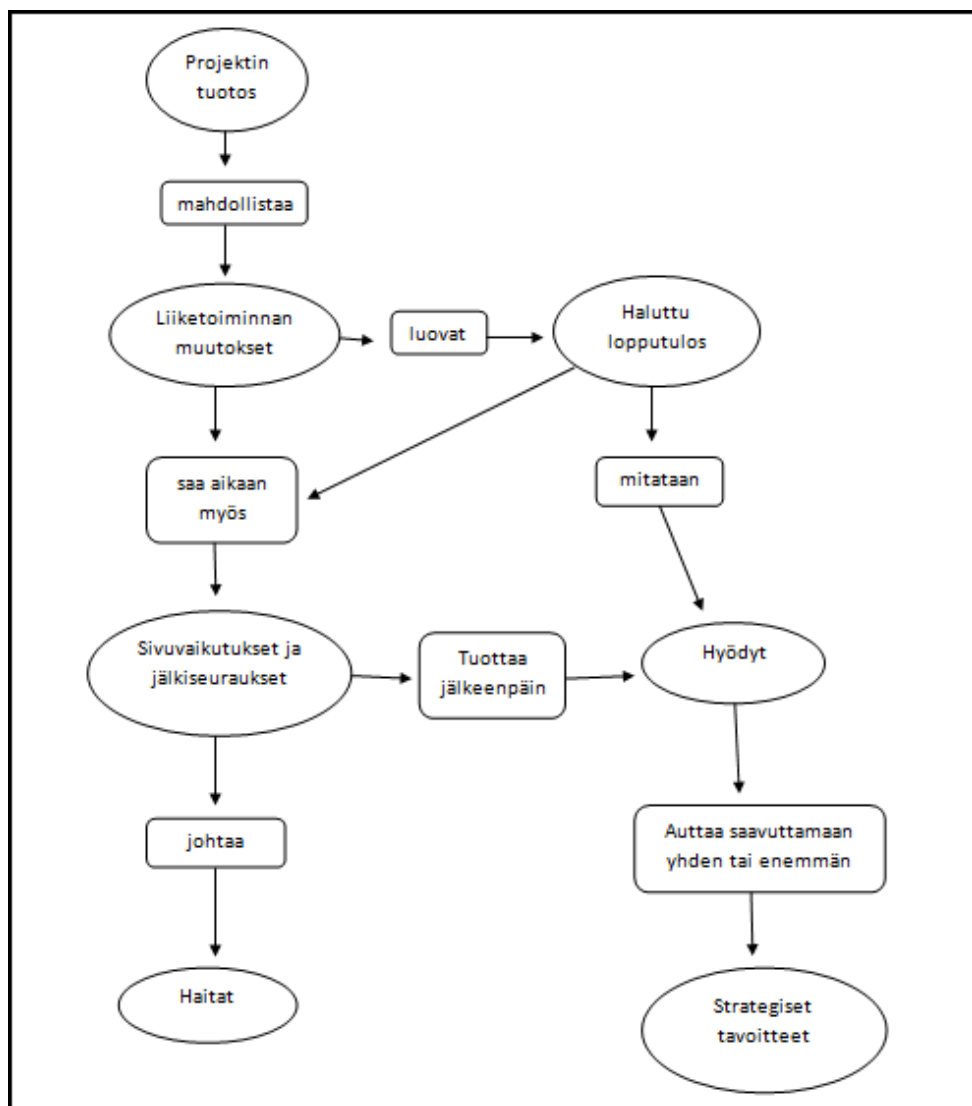 Projektin
tuotos
mahdollistaa
Liiketoiminnan
muutokset
luovat
Haluttu
lopputulos
saa aikaan
myös
mitataan
Sivuvaikutukset ja
jälkiseuraukset
Tuottaa
jälkeenpäin
Hyödyt
johtaa
Auttaa saavuttamaan
yhden tai enemmän
Haitat
Strategiset
tavoitteet